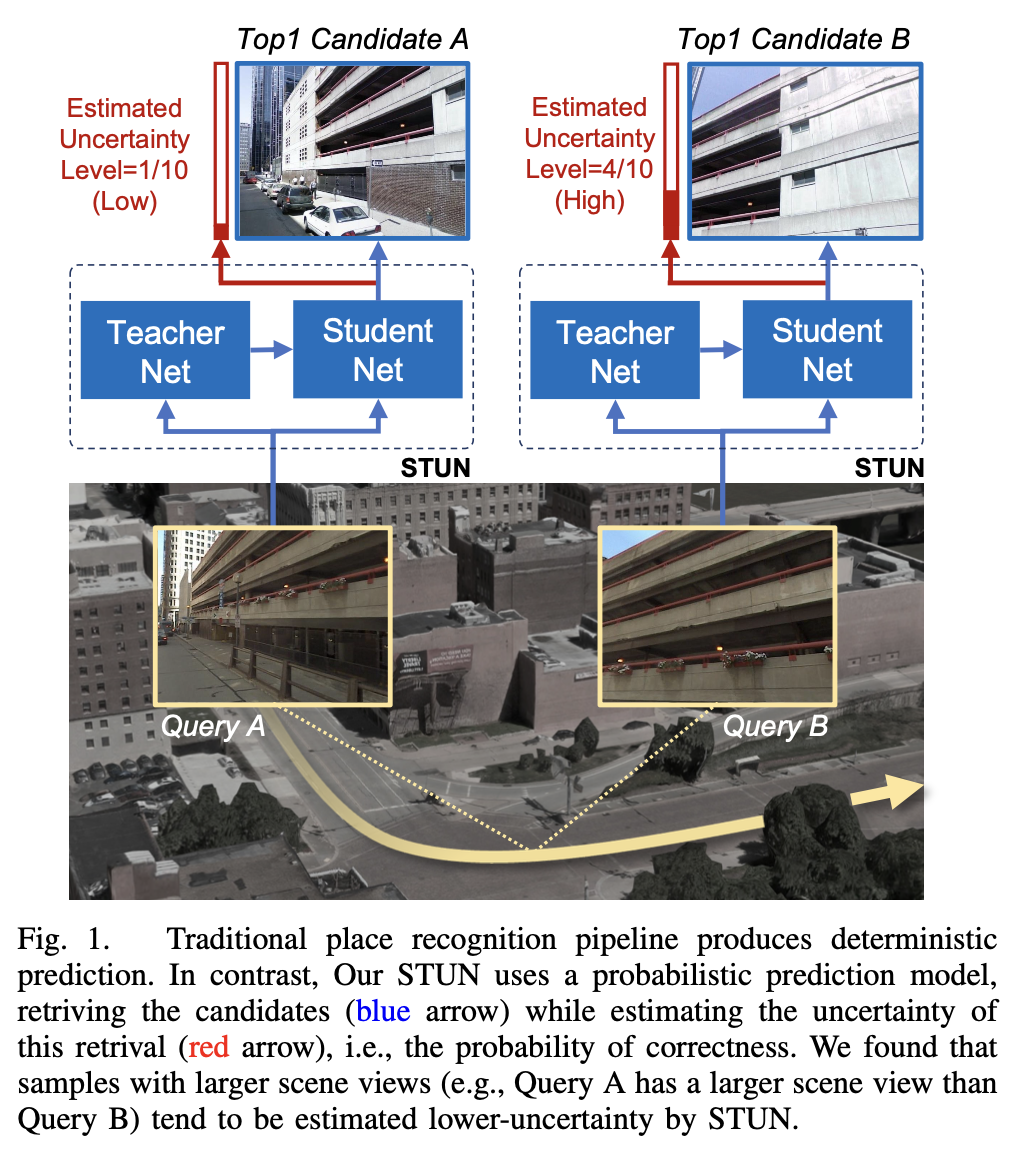 Top1 Candidate A
Top1 Candidate B
Estimated
Uncertainty
Level=1/10
(Low)
Estimated
Uncertainty
Level=4/10
(High)
Teacher
Net
Student
Net
Teacher
Net
Student
Net
STUN
STUN
Query A
Query B
Fig. 1. Traditional place recognition pipeline produces deterministic
prediction. In contrast, Our STUN uses a probabilistic prediction model,
retriving the candidates (blue arrow) while estimating the uncertainty of
this retrival (red arrow), i.e., the probability of correctness. We found that
samples with larger scene views (e.g., Query A has a larger scene view than
Query B) tend to be estimated lower-uncertainty by STUN.